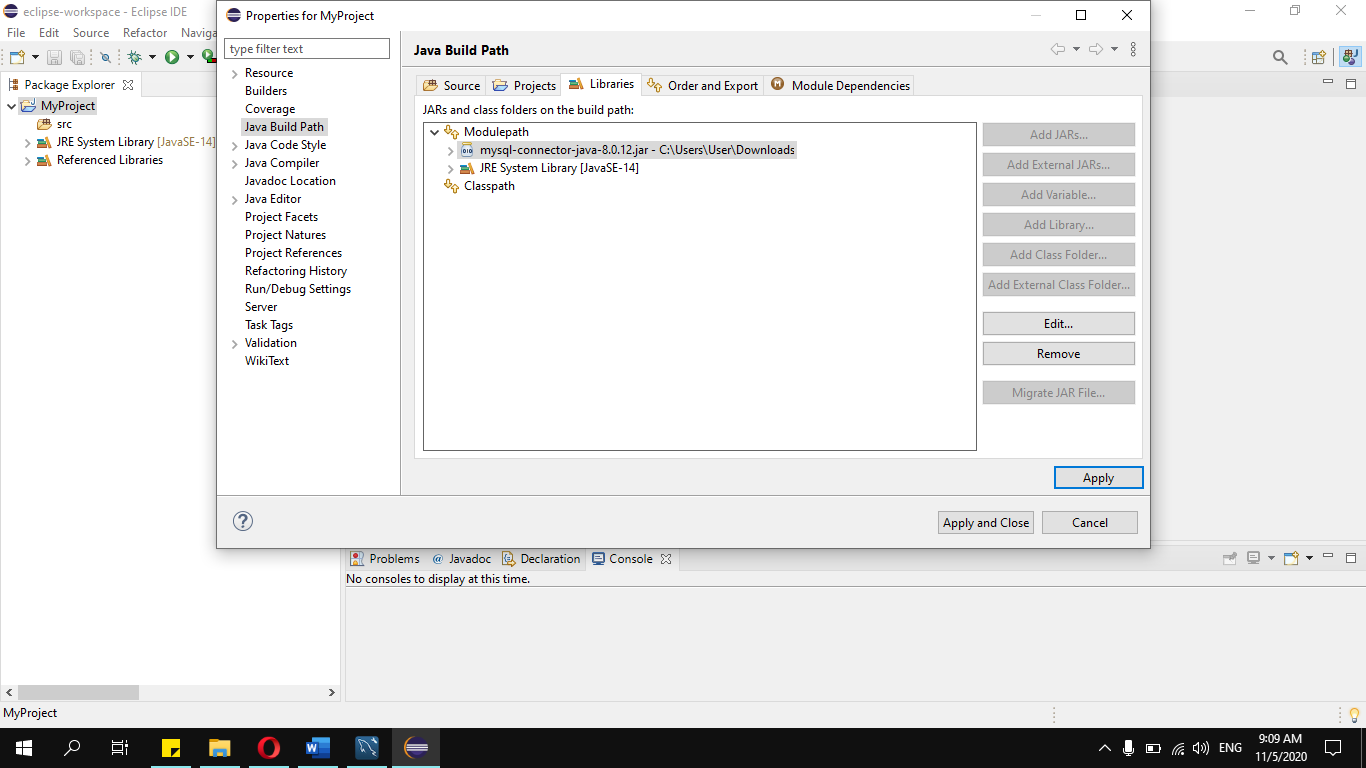 eclipse-workspace - Eclipse IDE
File Edit Source Refactor Naviga
Package Explorer
MyProject
src
JRE System Library [JavaSE-14]
Referenced Libraries
Properties for MyProject
type filter text
Resource
Builders
Coverage
Java Build Path
Java Code Style
Java Compiler
Javadoc Location
Java Editor
Project Facets
Project Natures
Project References
Refactoring History
Run/Debug Settings
Server
Task Tags
Validation
WikiText
Java Build Path
Source Projects Libraries Order and Export Module Dependencies
JARs and class folders on the build path:
Modulepath
mysql-connector-java-8.0.12.jar - C:\Users\User\Downloads
JRE System Library [JavaSE-14]
Classpath
Add JARs...
Add External JARs...
Add Variable...
Add Library...
Add Class Folder...
Add External Class Folder...
Edit...
Remove
Migrate JAR File...
Apply
Apply and Close Cancel
Problems @ Javadoc Declaration Console
No consoles to display at this time.
MyProject
ENG
9:09 AM
11/5/2020